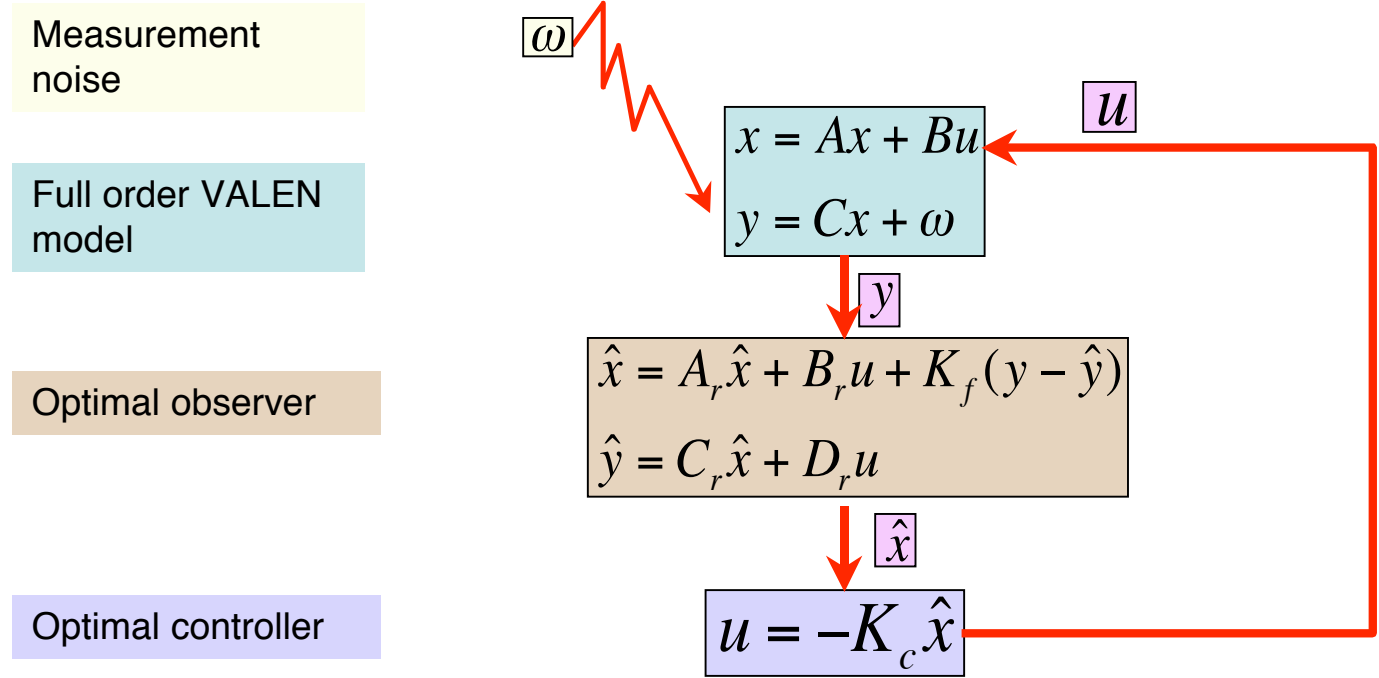 Measurement
noise
ω
u
x = Ax + Bu
Full order VALEN
model
y = Cx + ω
y
x̂ = A_r x̂ + B_r u + K_f (y − ŷ)
Optimal observer
ŷ = C_r x̂ + D_r u
x̂
Optimal controller
u = −K_c x̂